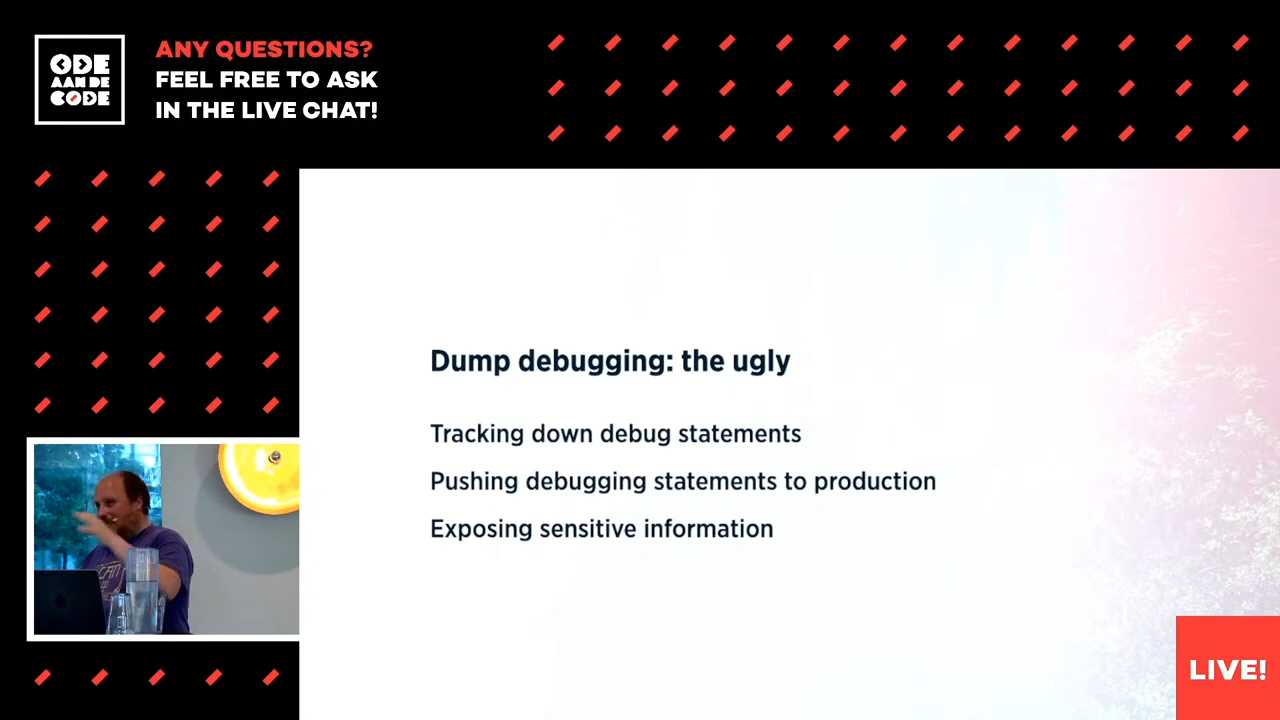 ODE
AAN DE
CODE
ANY QUESTIONS?
FEEL FREE TO ASK
IN THE LIVE CHAT!
Dump debugging: the ugly
Tracking down debug statements
Pushing debugging statements to production
Exposing sensitive information
LIVE!